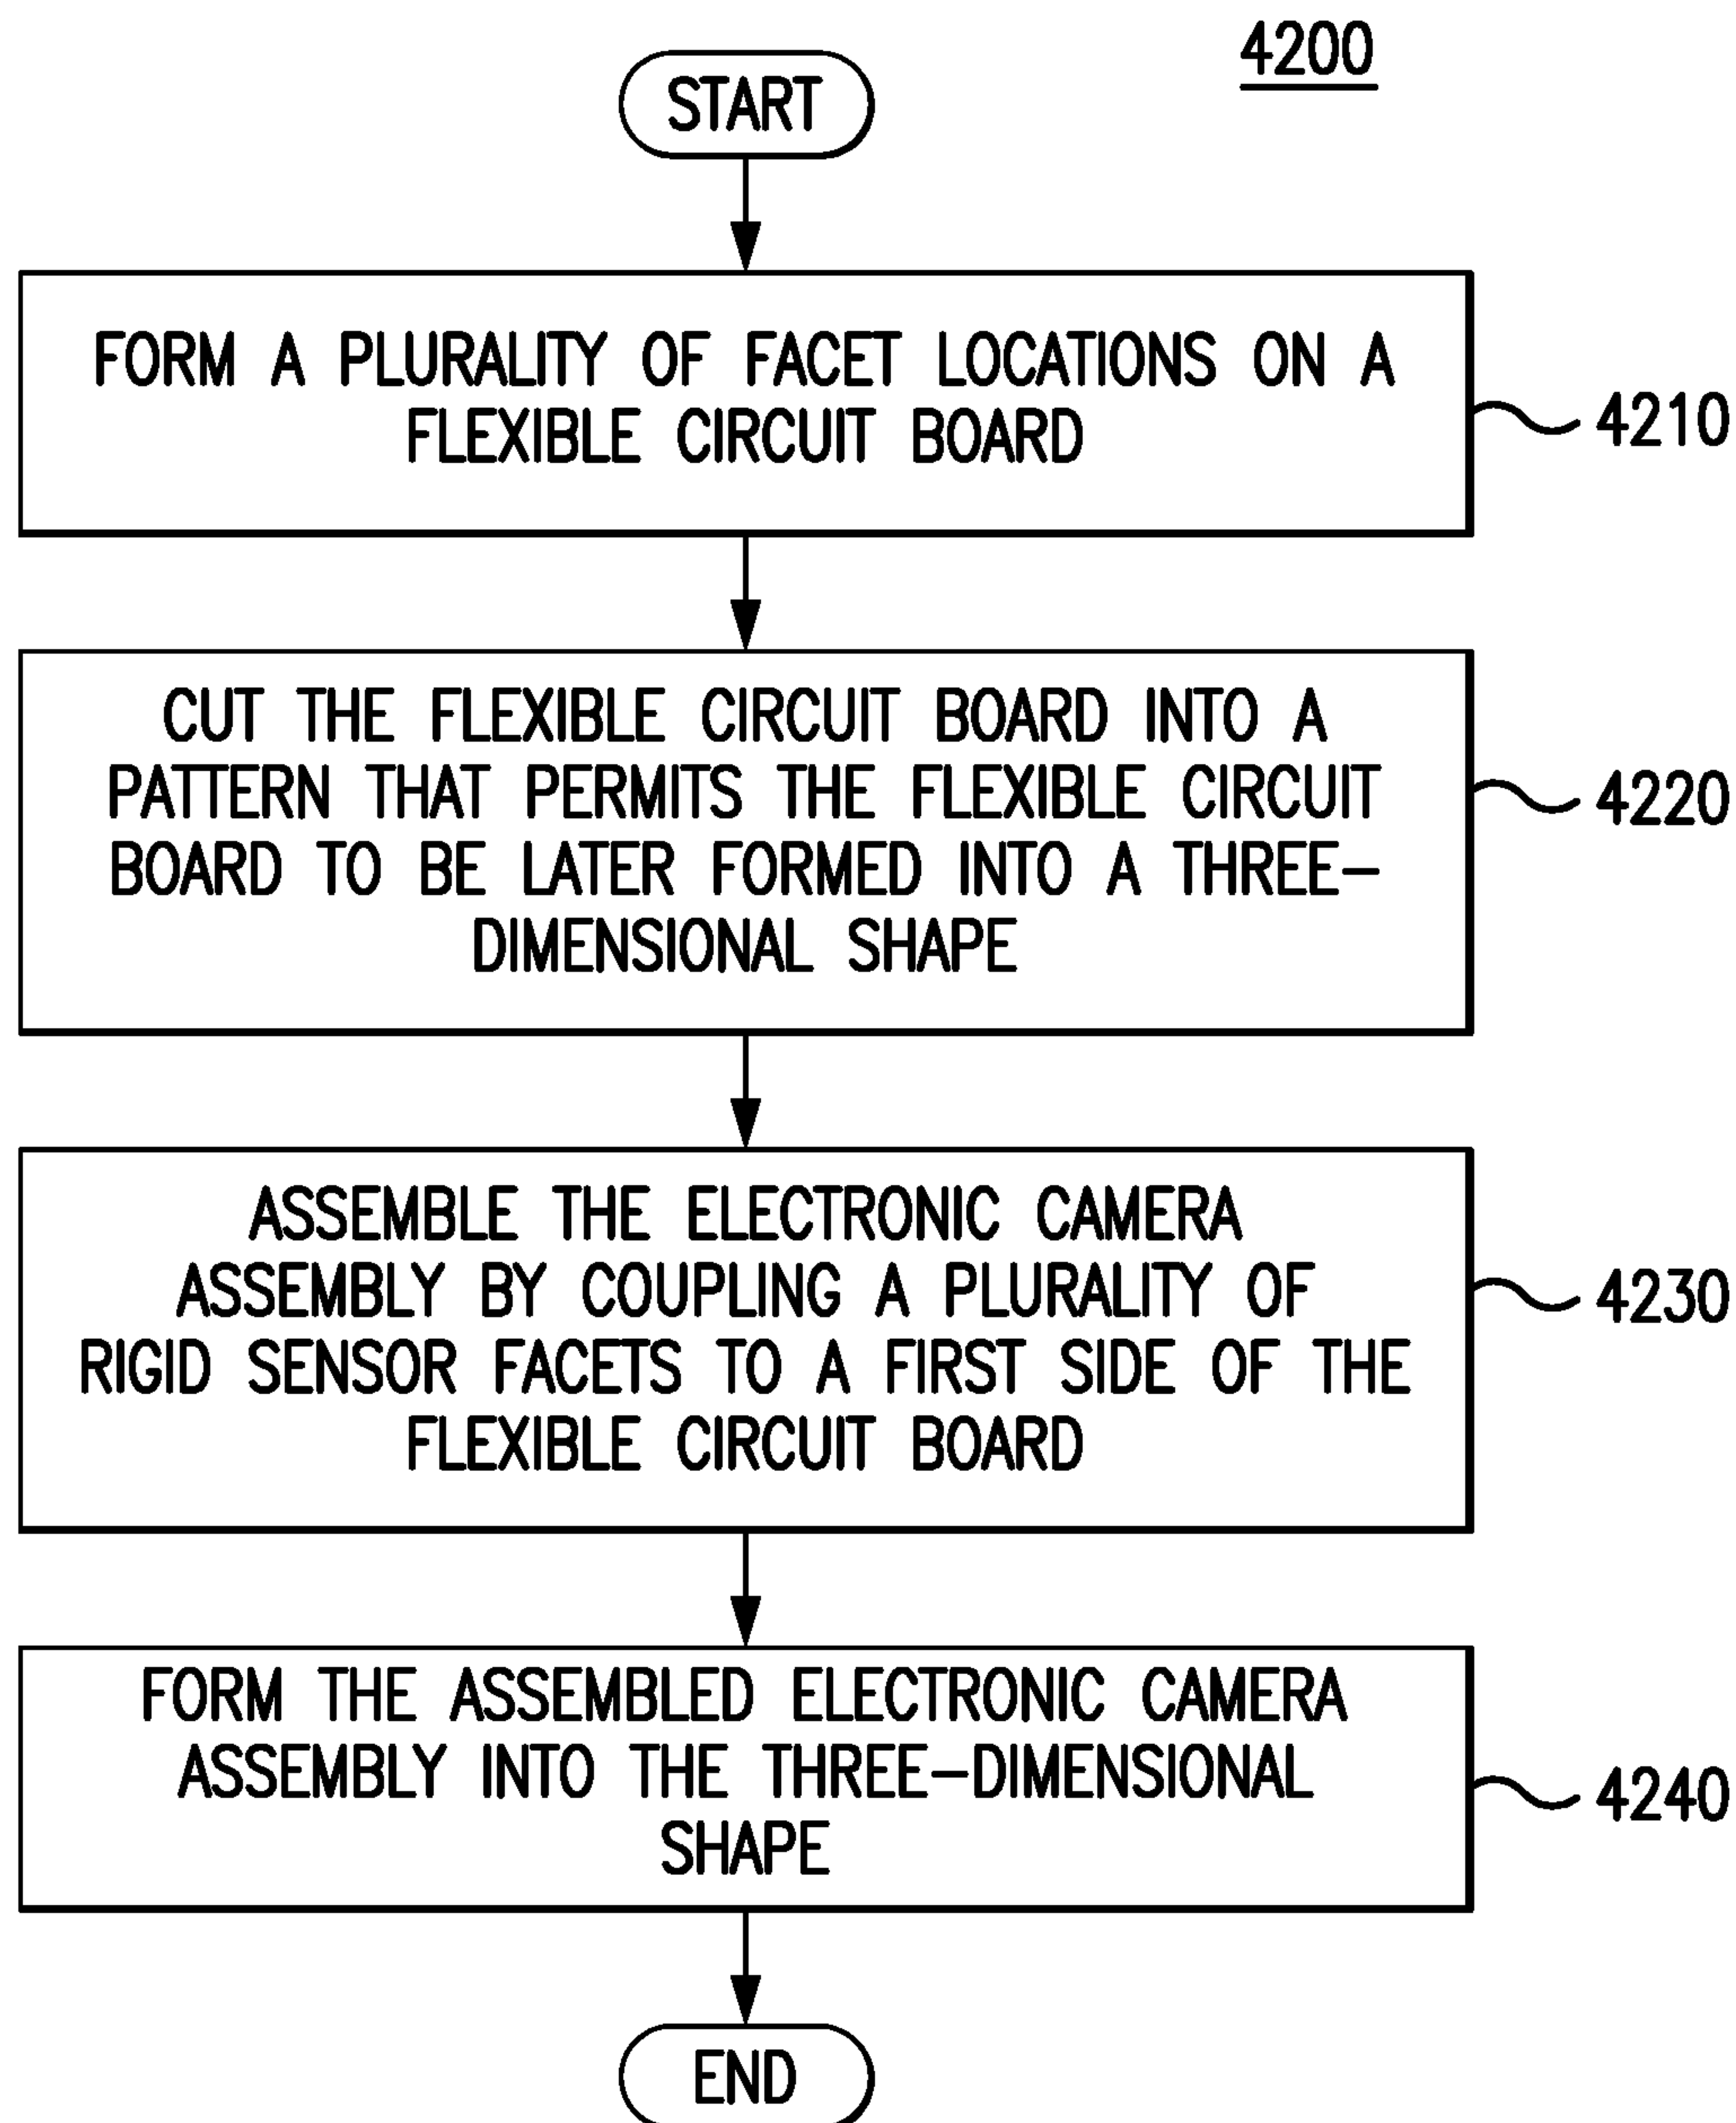 4200
START
FORM A PLURALITY OF FACET LOCATIONS ON A
FLEXIBLE CIRCUIT BOARD
4210
CUT THE FLEXIBLE CIRCUIT BOARD INTO A
PATTERN THAT PERMITS THE FLEXIBLE CIRCUIT
BOARD TO BE LATER FORMED INTO A THREE-
DIMENSIONAL SHAPE
4220
ASSEMBLE THE ELECTRONIC CAMERA
ASSEMBLY BY COUPLING A PLURALITY OF
RIGID SENSOR FACETS TO A FIRST SIDE OF THE
FLEXIBLE CIRCUIT BOARD
4230
FORM THE ASSEMBLED ELECTRONIC CAMERA
ASSEMBLY INTO THE THREE-DIMENSIONAL
SHAPE
4240
END